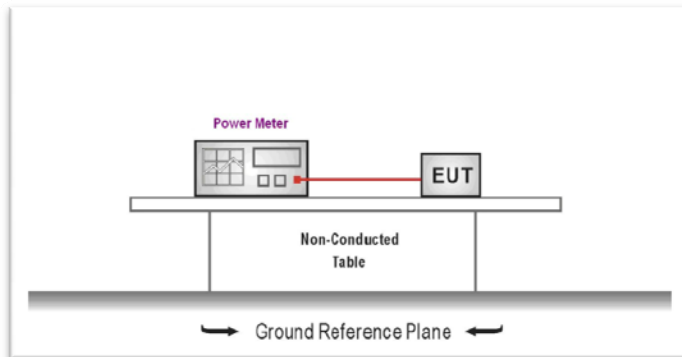 Power Meter
EUT
Non-Conducted
Table
Ground Reference Plane